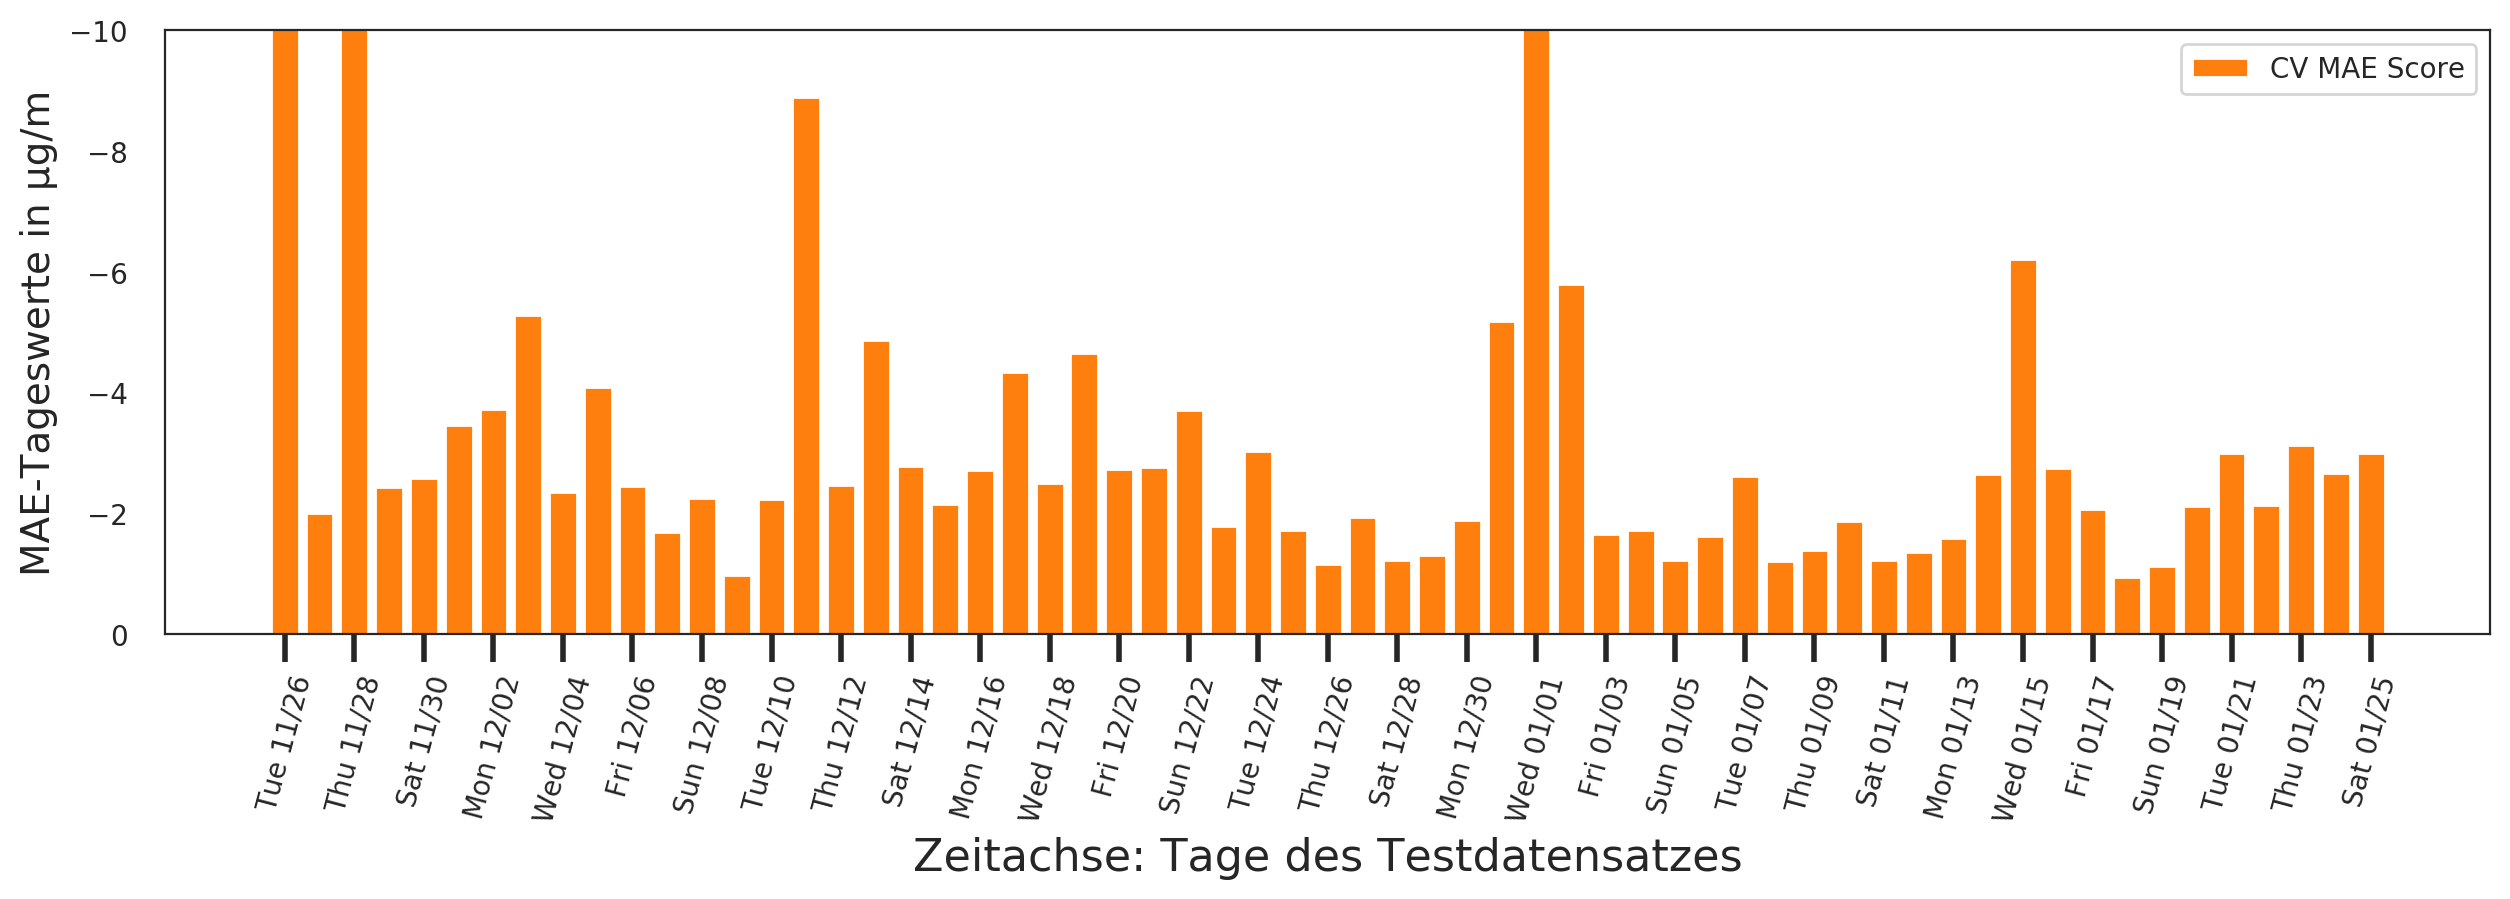 −10
−8
−6
−4
−2
0
MAE-Tageswerte in µg/m
CV MAE Score
Tue 11/26
Thu 11/28
Sat 11/30
Mon 12/02
Wed 12/04
Fri 12/06
Sun 12/08
Tue 12/10
Thu 12/12
Sat 12/14
Mon 12/16
Wed 12/18
Fri 12/20
Sun 12/22
Tue 12/24
Thu 12/26
Sat 12/28
Mon 12/30
Wed 01/01
Fri 01/03
Sun 01/05
Tue 01/07
Thu 01/09
Sat 01/11
Mon 01/13
Wed 01/15
Fri 01/17
Sun 01/19
Tue 01/21
Thu 01/23
Sat 01/25
Zeitachse: Tage des Testdatensatzes